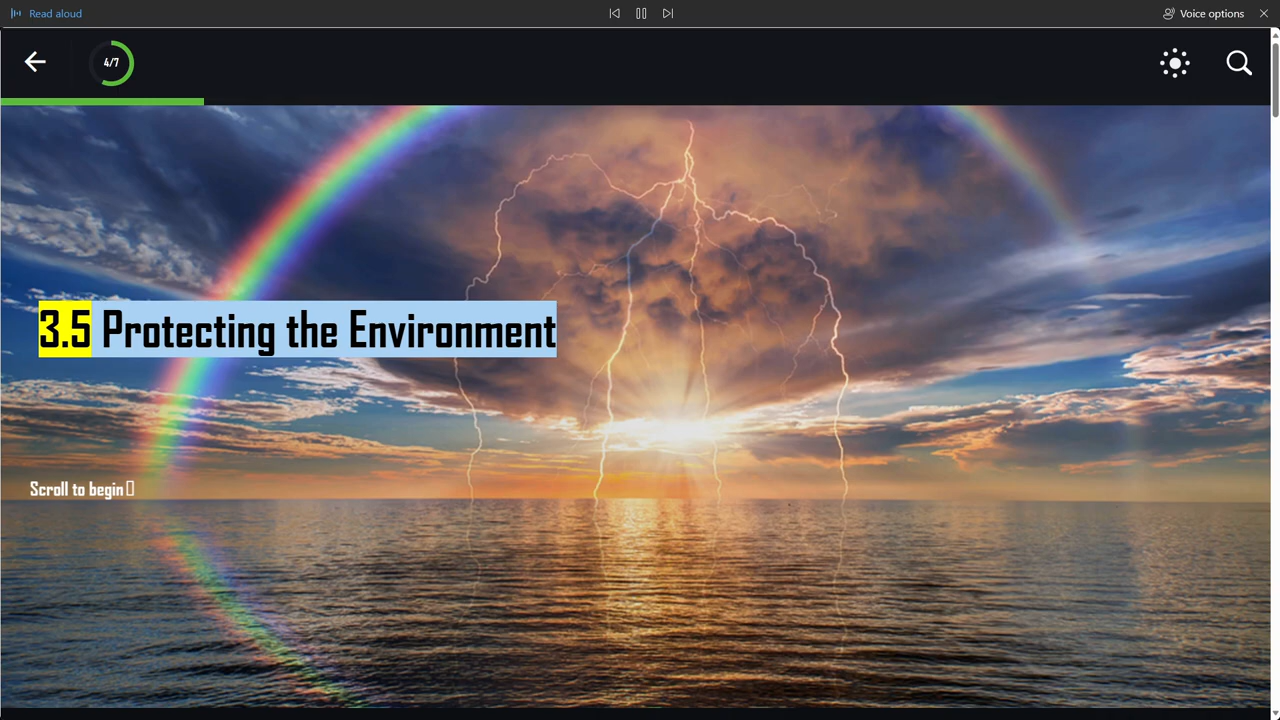 Read aloud
Voice options
4/7
3.5 Protecting the Environment
Scroll to begin